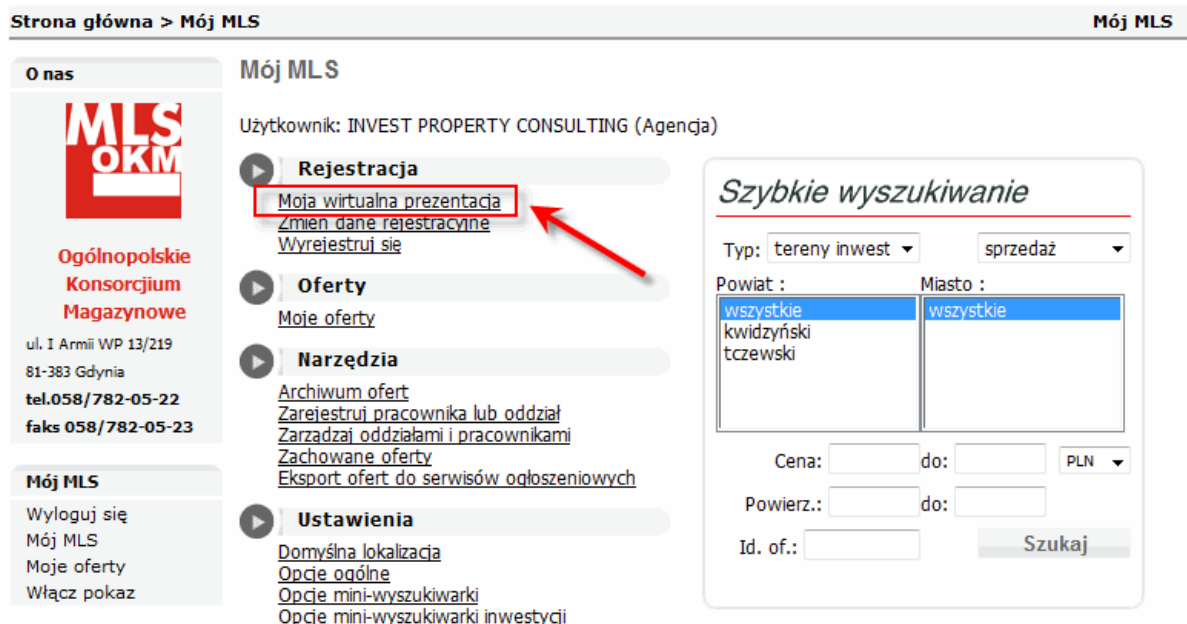 Strona główna > Mój MLS
Mój MLS
O nas
MLS
OKM
Ogólnopolskie
Konsorcjium
Magazynowe
ul. I Armii WP 13/219
81-383 Gdynia
tel.058/782-05-22
faks 058/782-05-23
Mój MLS
Wyloguj się
Mój MLS
Moje oferty
Włącz pokaz
Mój MLS
Użytkownik: INVEST PROPERTY CONSULTING (Agencja)
Rejestracja
Moja wirtualna prezentacja
Zmień dane rejestracyjne
Wyrejestruj się
Oferty
Moje oferty
Narzędzia
Archiwum ofert
Zarejestruj pracownika lub oddział
Zarządzaj oddziałami i pracownikami
Zachowane oferty
Eksport ofert do serwisów ogłoszeniowych
Ustawienia
Domyślna lokalizacja
Opcje ogólne
Opcje mini-wyszukiwarki
Opcje mini-wyszukiwarki inwestycji
Szybkie wyszukiwanie
Typ: tereny inwest sprzedaż
Powiat : Miasto :
wszystkie wszystkie
kwidzyński
tczewski
Cena: do: PLN
Powierz.: do:
Id. of.: Szukaj